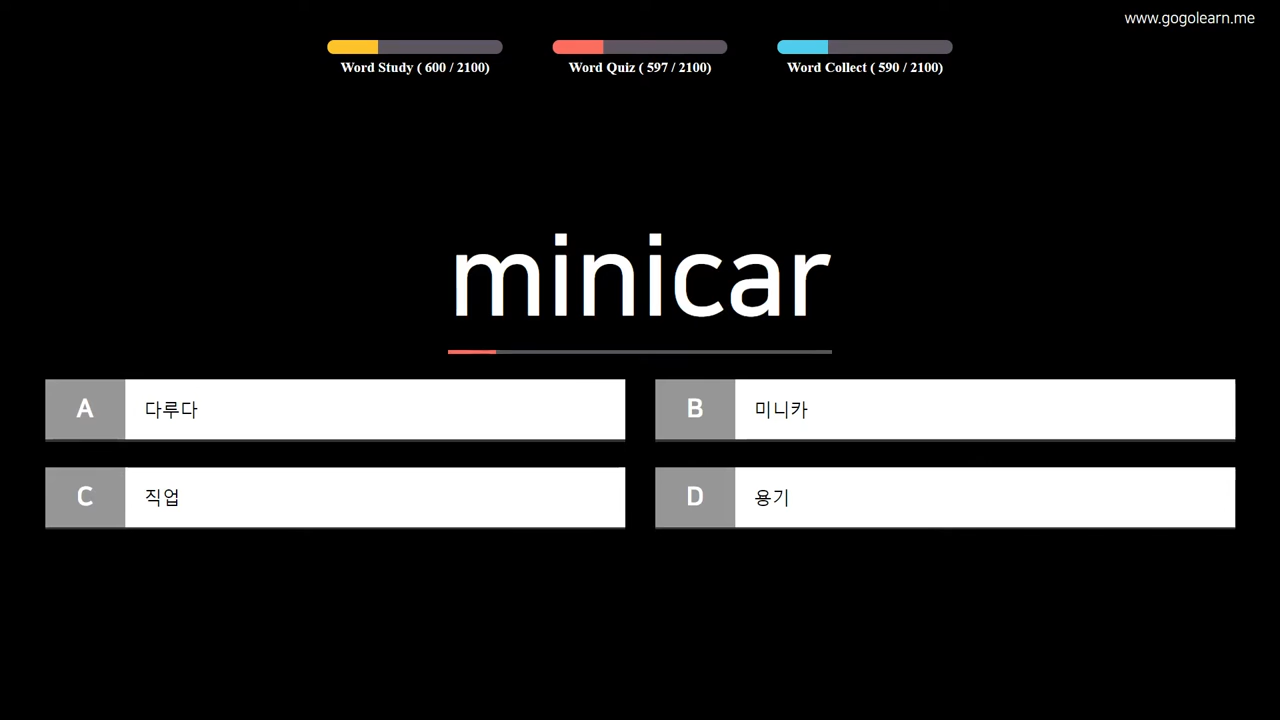 www.gogolearn.me
Word Study ( 600 / 2100)
Word Quiz ( 597 / 2100)
Word Collect ( 590 / 2100)
minicar
A 다루다
B 미니카
C 직업
D 용기